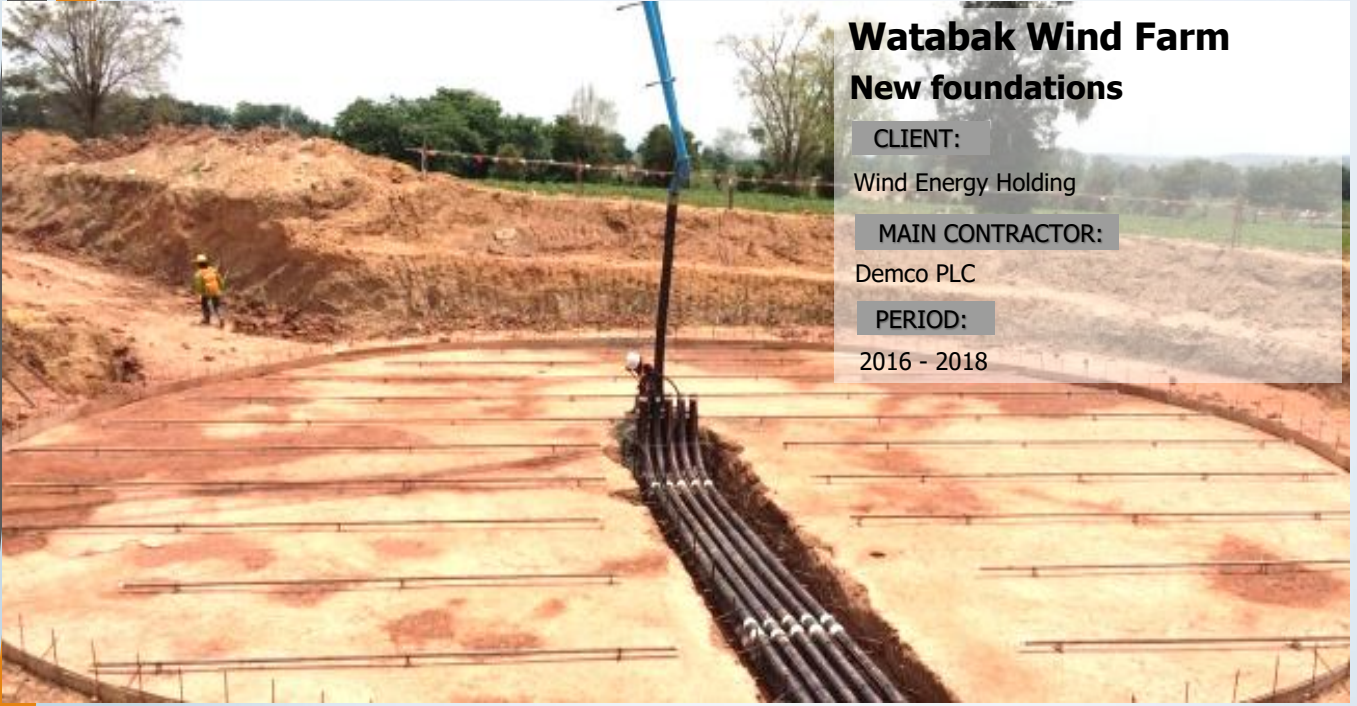 Watabak Wind Farm
New foundations
CLIENT:
Wind Energy Holding
MAIN CONTRACTOR:
Demco PLC
PERIOD:
2016 - 2018